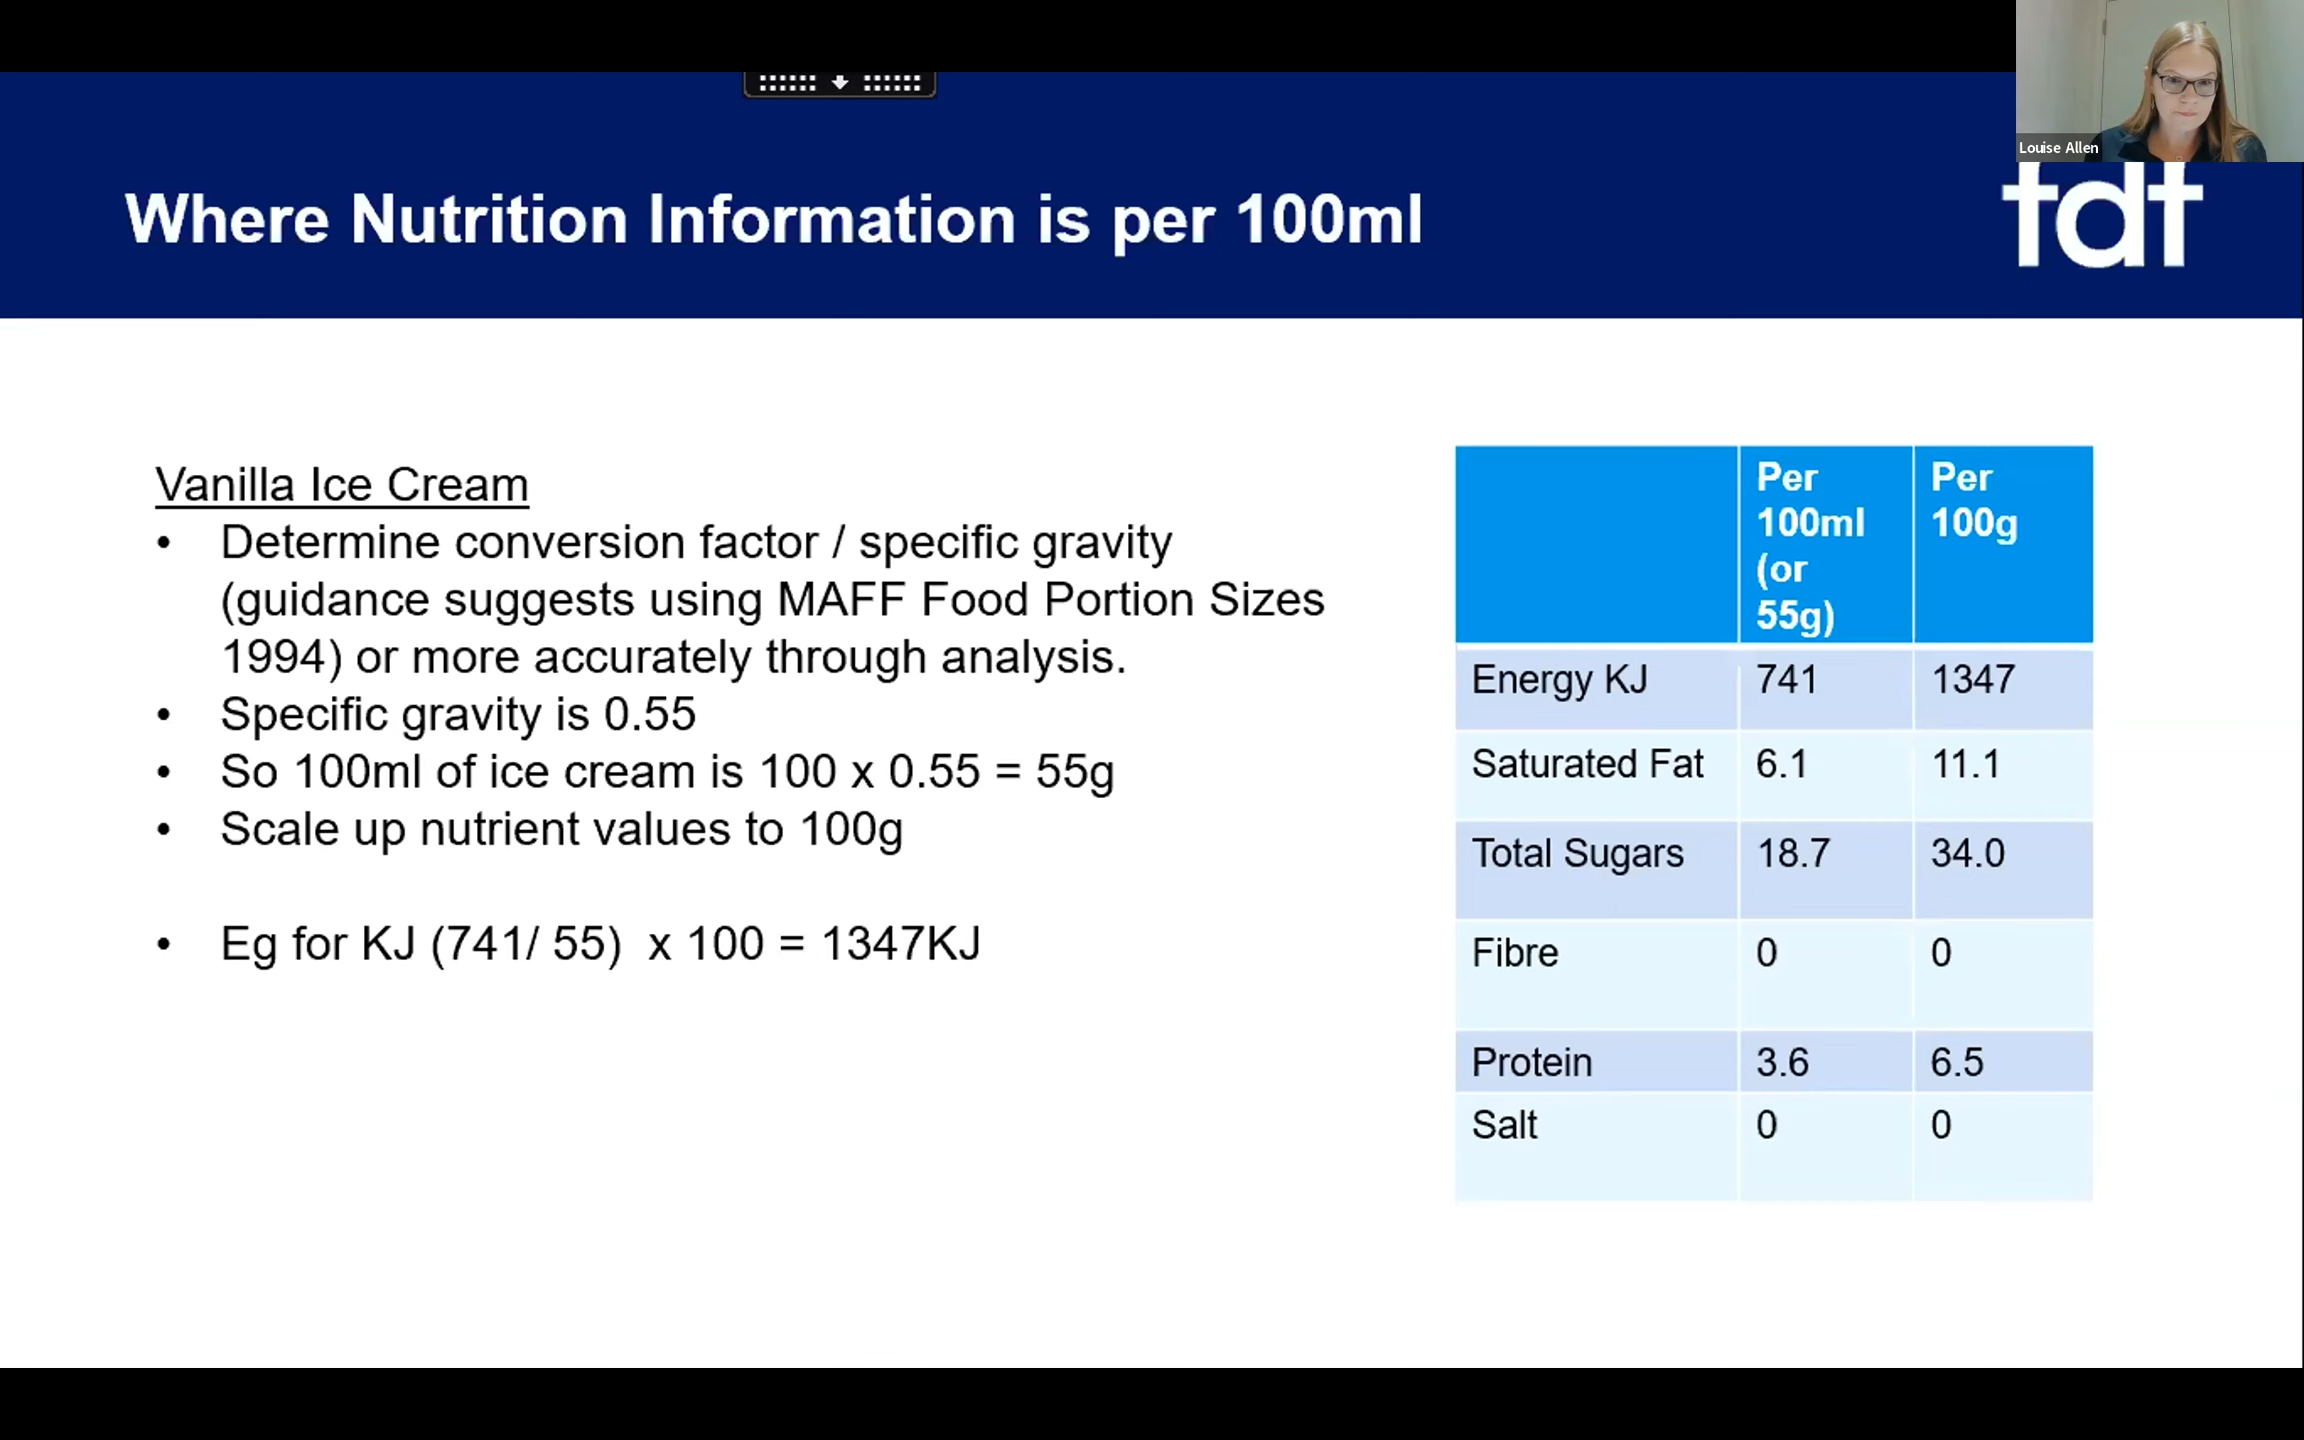 Louise Allen
Where Nutrition Information is per 100ml
tdt
Vanilla Ice Cream
• Determine conversion factor / specific gravity
(guidance suggests using MAFF Food Portion Sizes
1994) or more accurately through analysis.
• Specific gravity is 0.55
• So 100ml of ice cream is 100 x 0.55 = 55g
• Scale up nutrient values to 100g
• Eg for KJ (741/ 55)  x 100 = 1347KJ
Per 100ml (or 55g) Per 100g
Energy KJ 741 1347
Saturated Fat 6.1 11.1
Total Sugars 18.7 34.0
Fibre 0 0
Protein 3.6 6.5
Salt 0 0